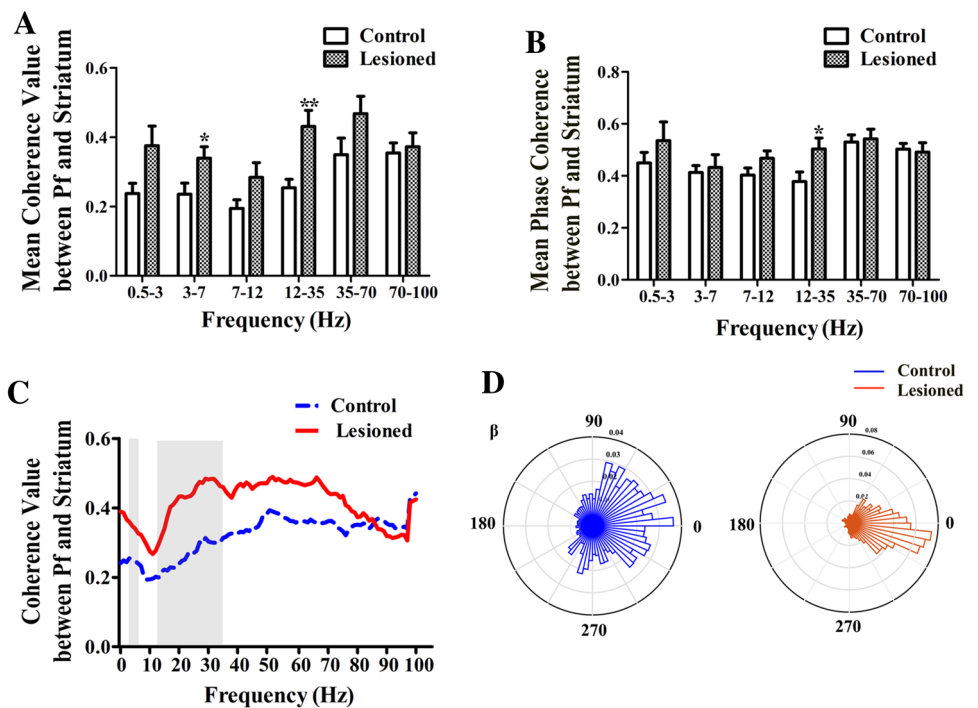 A
Control
Lesioned
Mean Coherence Value
between Pf and Striatum
0.6
0.4
0.2
0.0
*
**
0.5-3 3-7 7-12 12-35 35-70 70-100
Frequency (Hz)
B
Control
Lesioned
Mean Phase Coherence
between Pf and Striatum
0.8
0.6
0.4
0.2
0.0
*
0.5-3 3-7 7-12 12-35 35-70 70-100
Frequency (Hz)
C
Control
Lesioned
Coherence Value
between Pf and Striatum
0.6
0.4
0.2
0.0
0 10 20 30 40 50 60 70 80 90 100
Frequency (Hz)
D
Control
Lesioned
β
90
0.04
0.03
180
0
270
90
0.08
0.06
0.04
0.02
180
0
270